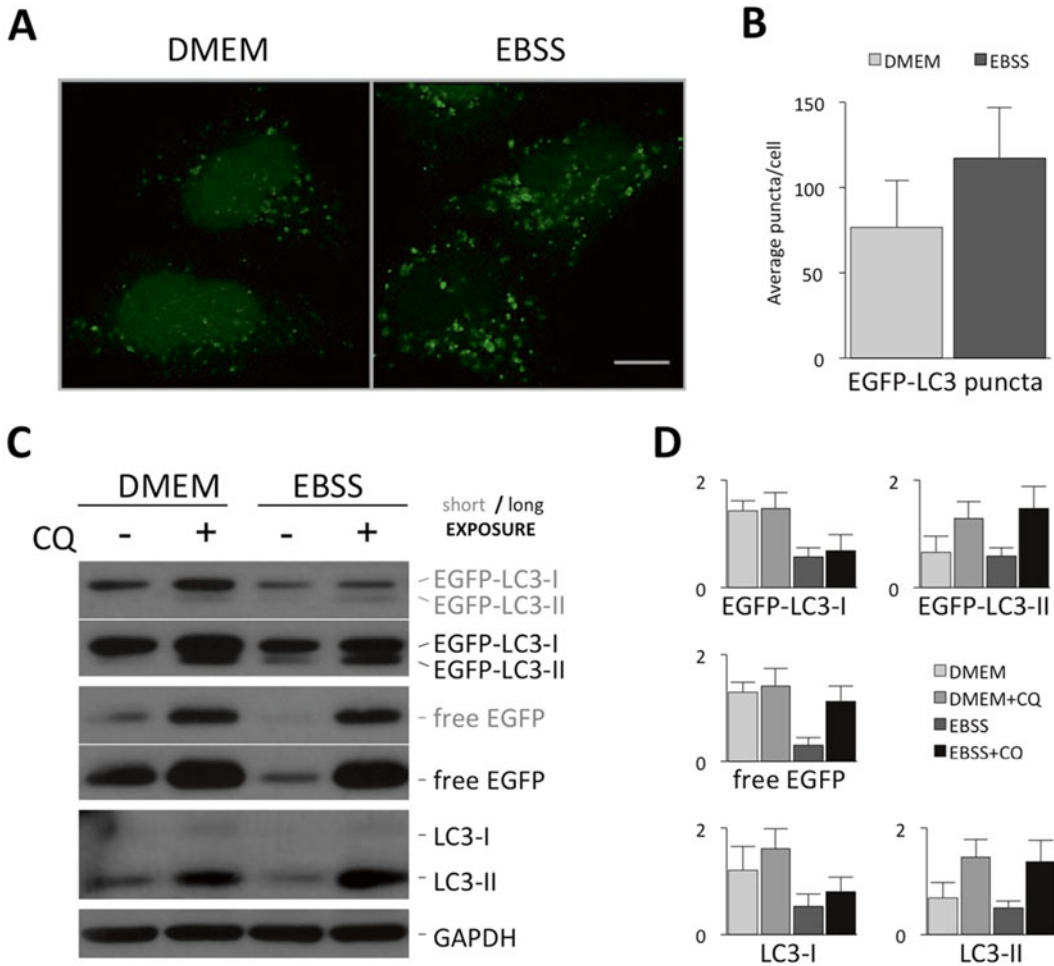 A
DMEM EBSS
B
DMEM EBSS
Average puncta/cell
150
100
50
0
EGFP-LC3 puncta
C
DMEM EBSS
short / long
EXPOSURE
CQ - + - +
EGFP-LC3-I
EGFP-LC3-II
EGFP-LC3-I
EGFP-LC3-II
free EGFP
free EGFP
LC3-I
LC3-II
GAPDH
D
2
0
EGFP-LC3-I
2
0
EGFP-LC3-II
2
0
free EGFP
DMEM
DMEM+CQ
EBSS
EBSS+CQ
2
0
LC3-I
2
0
LC3-II